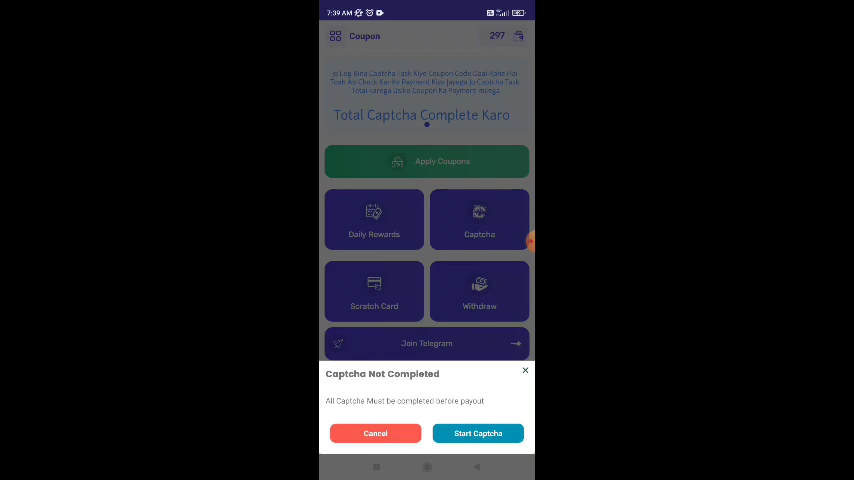 7:39 AM
Coupon
297
Jo Log Bina Captcha Task Kiye Coupon Code Daal Rahe Hai
Total Karega Usko Coupon Ka Payment
Total Captcha Complete Karo
Apply Coupons
Daily Rewards
Captcha
Scratch Card
Withdraw
Join Telegram
Captcha Not Completed
All Captcha Must be completed before payout
Cancel
Start Captcha